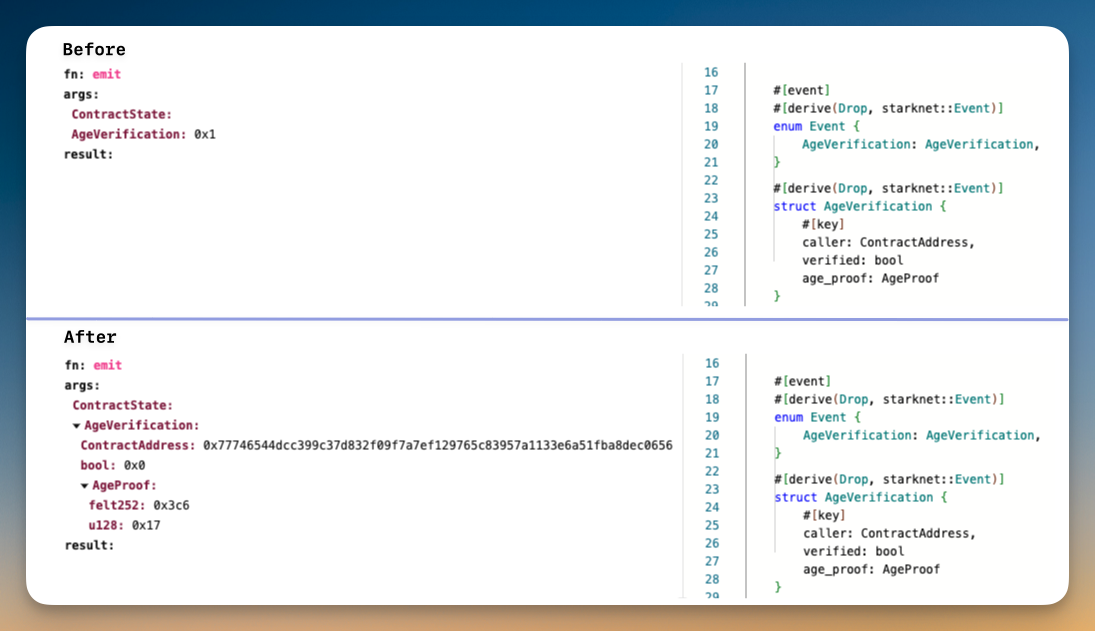 Before
fn: emit
args:
ContractState:
AgeVerification: 0x1
result:
16
17 #[event]
18 #[derive(Drop, starknet::Event)]
19 enum Event {
20 AgeVerification: AgeVerification,
21 }
22
23 #[derive(Drop, starknet::Event)]
24 struct AgeVerification {
25 #[key]
26 caller: ContractAddress,
27 verified: bool
28 age_proof: AgeProof
29 }
After
fn: emit
args:
ContractState:
AgeVerification:
ContractAddress: 0x77746544dcc399c37d832f09f7a7ef129765c83957a1133e6a51fba8dec0656
bool: 0x0
AgeProof:
felt252: 0x3c6
u128: 0x17
result:
16
17 #[event]
18 #[derive(Drop, starknet::Event)]
19 enum Event {
20 AgeVerification: AgeVerification,
21 }
22
23 #[derive(Drop, starknet::Event)]
24 struct AgeVerification {
25 #[key]
26 caller: ContractAddress,
27 verified: bool
28 age_proof: AgeProof
29 }